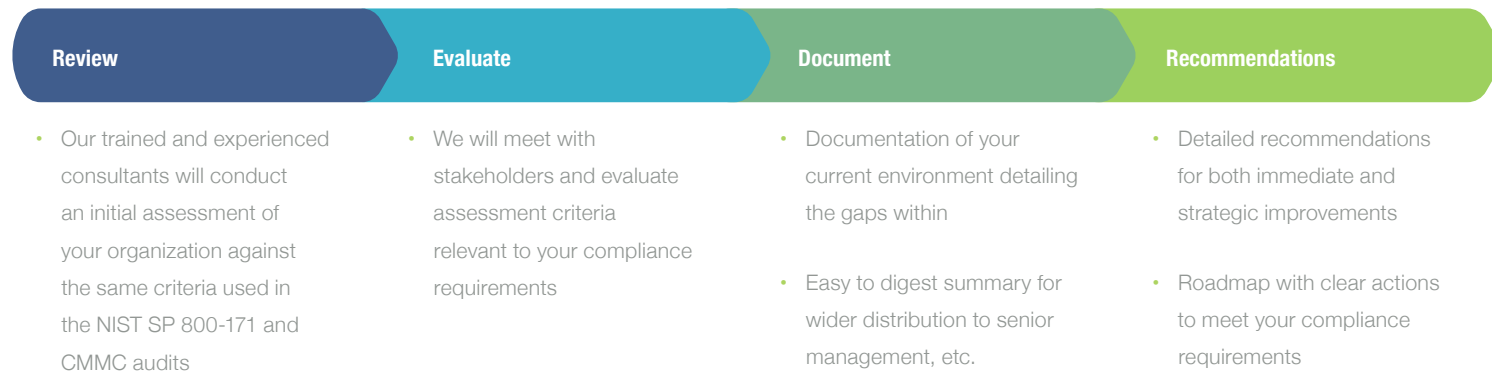 Review
Evaluate
Document
Recommendations
• Our trained and experienced
consultants will conduct
an initial assessment of
your organization against
the same criteria used in
the NIST SP 800-171 and
CMMC audits
• We will meet with
stakeholders and evaluate
assessment criteria
relevant to your compliance
requirements
• Documentation of your
current environment detailing
the gaps within
• Easy to digest summary for
wider distribution to senior
management, etc.
• Detailed recommendations
for both immediate and
strategic improvements
• Roadmap with clear actions
to meet your compliance
requirements